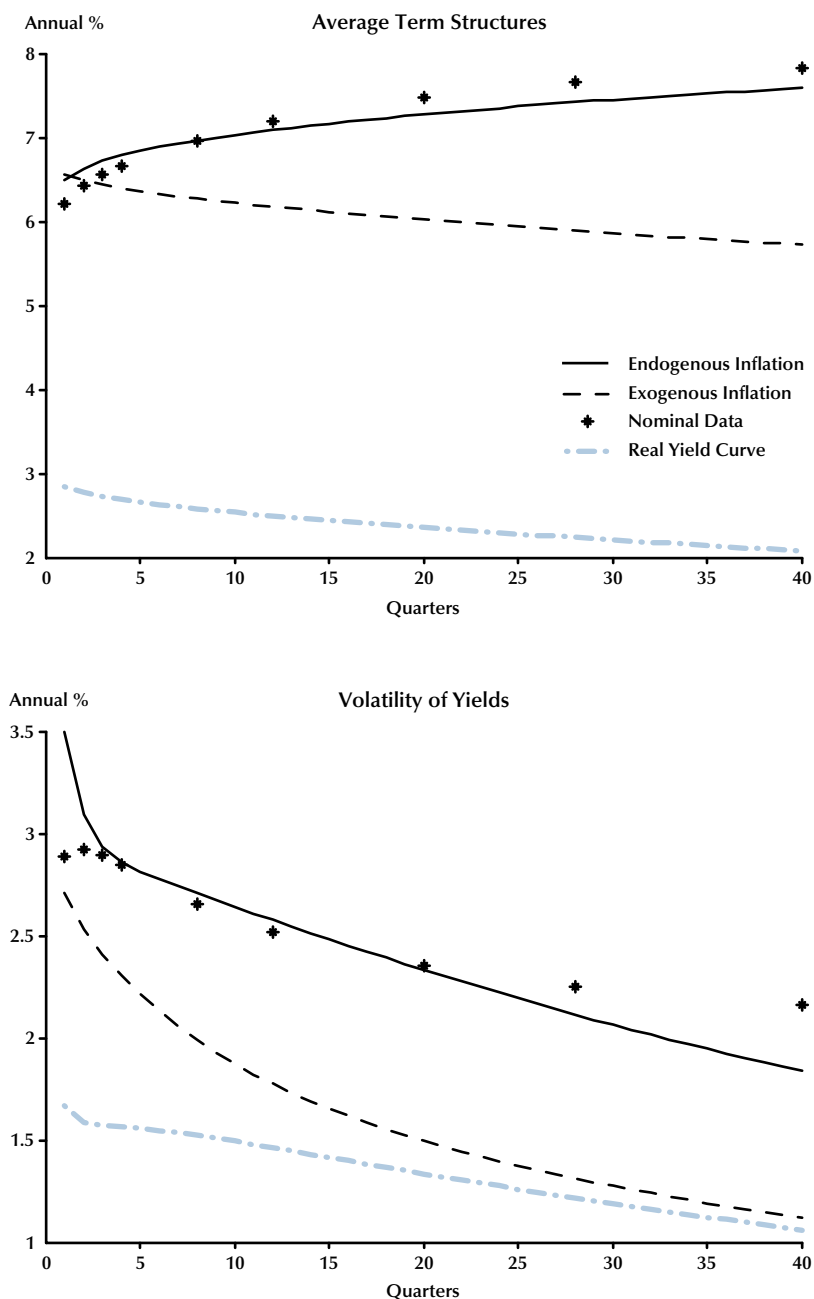 Annual %
Average Term Structures
8
7
6
5
4
3
2
Endogenous Inflation
Exogenous Inflation
Nominal Data
Real Yield Curve
0 5 10 15 20 25 30 35 40
Quarters
Annual %
Volatility of Yields
3.5
3
2.5
2
1.5
1
0 5 10 15 20 25 30 35 40
Quarters